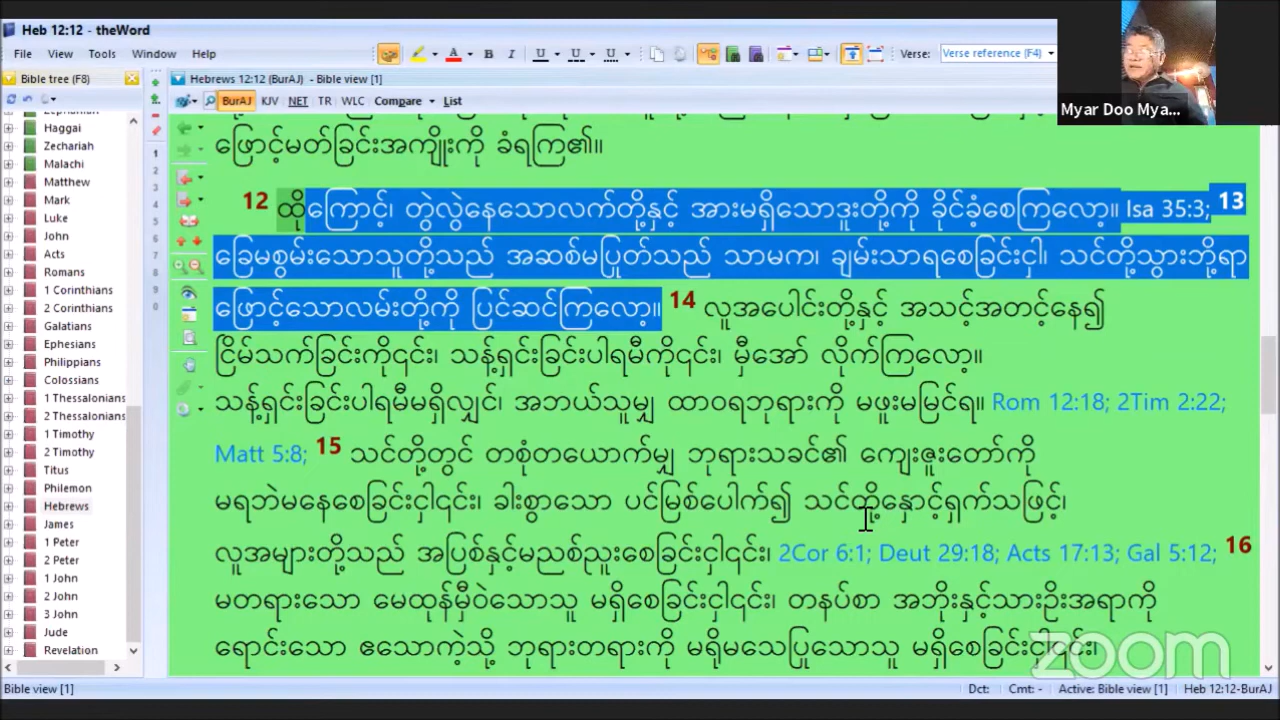 Heb 12:12 - theWord
File View Tools Window Help
Verse: Verse reference (F4)
Myar Doo Mya...
Bible tree (F8)
Hebrews 12:12 (BurAJ) - Bible view [1]
BurAJ KJV NET TR WLC Compare List
Haggai
Zechariah
Malachi
Matthew
Mark
Luke
John
Acts
Romans
1 Corinthians
2 Corinthians
Galatians
Ephesians
Philippians
Colossians
1 Thessalonians
2 Thessalonians
1 Timothy
2 Timothy
Titus
Philemon
Hebrews
James
1 Peter
2 Peter
1 John
2 John
3 John
Jude
Revelation
1
2
3
4
5
6
7
8
9
0
ဖြောင့်မတ်ခြင်းအကျိုးကို ခံရကြ၏။
12 ထိုကြောင့်၊ တွဲလွဲနေသောလက်တို့နှင့် အားမရှိသောဒူးတို့ကို ခိုင်ခံ့စေကြလော့။ Isa 35:3; 13
ခြေမစွမ်းသောသူတို့သည် အဆစ်မပြုတ်သည် သာမက၊ ချမ်းသာရစေခြင်းငှါ၊ သင်တို့သွားဘို့ရာ
ဖြောင့်သောလမ်းတို့ကို ပြင်ဆင်ကြလော့။ 14 လူအပေါင်းတို့နှင့် အသင့်အတင့်နေ၍
ငြိမ်သက်ခြင်းကို၎င်း၊ သန့်ရှင်းခြင်းပါရမီကို၎င်း၊ မှီအော် လိုက်ကြလော့။
သန့်ရှင်းခြင်းပါရမီမရှိလျှင်၊ အဘယ်သူမျှ ထာဝရဘုရားကို မဖူးမမြင်ရ။ Rom 12:18; 2Tim 2:22;
Matt 5:8; 15 သင်တို့တွင် တစုံတယောက်မျှ ဘုရားသခင်၏ ကျေးဇူးတော်ကို
မရဘဲမနေစေခြင်းငှါ၎င်း၊ ခါးစွာသော ပင်မြစ်ပေါက်၍ သင်တို့နှောင့်ရှက်သဖြင့်၊
လူအများတို့သည် အပြစ်နှင့်မညစ်ညူးစေခြင်းငှါ၎င်း၊ 2Cor 6:1; Deut 29:18; Acts 17:13; Gal 5:12; 16
မတရားသော မေထုန်မှီဝဲသောသူ မရှိစေခြင်းငှါ၎င်း၊ တနပ်စာ အဘိုးနှင့်သားဦးအရာကို
ရောင်းသော ဧသောကဲ့သို့ ဘုရားတရားကို မရိုမသေပြုသောသူ မရှိစေခြင်းငှါ၎င်း၊
zoom
Bible view [1] Dct: Cmt: - Active: Bible view [1] Heb 12:12-BurAJ